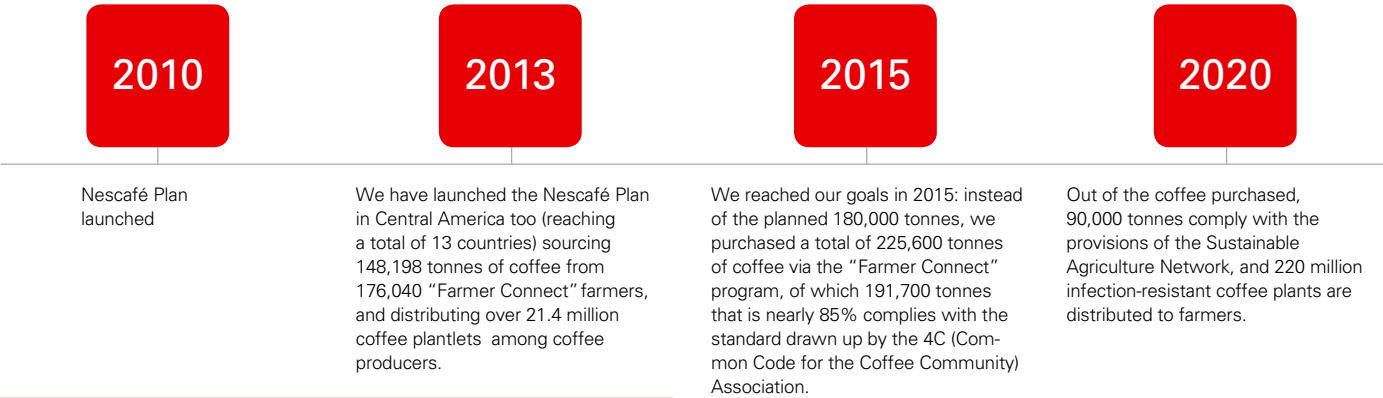 2010
Nescafé Plan
launched
2013
We have launched the Nescafé Plan
in Central America too (reaching
a total of 13 countries) sourcing
148,198 tonnes of coffee from
176,040 “Farmer Connect” farmers,
and distributing over 21.4 million
coffee plantlets among coffee
producers.
2015
We reached our goals in 2015: instead
of the planned 180,000 tonnes, we
purchased a total of 225,600 tonnes
of coffee via the “Farmer Connect”
program, of which 191,700 tonnes
that is nearly 85% complies with the
standard drawn up by the 4C (Com-
mon Code for the Coffee Community)
Association.
2020
Out of the coffee purchased,
90,000 tonnes comply with the
provisions of the Sustainable
Agriculture Network, and 220 million
infection-resistant coffee plants are
distributed to farmers.